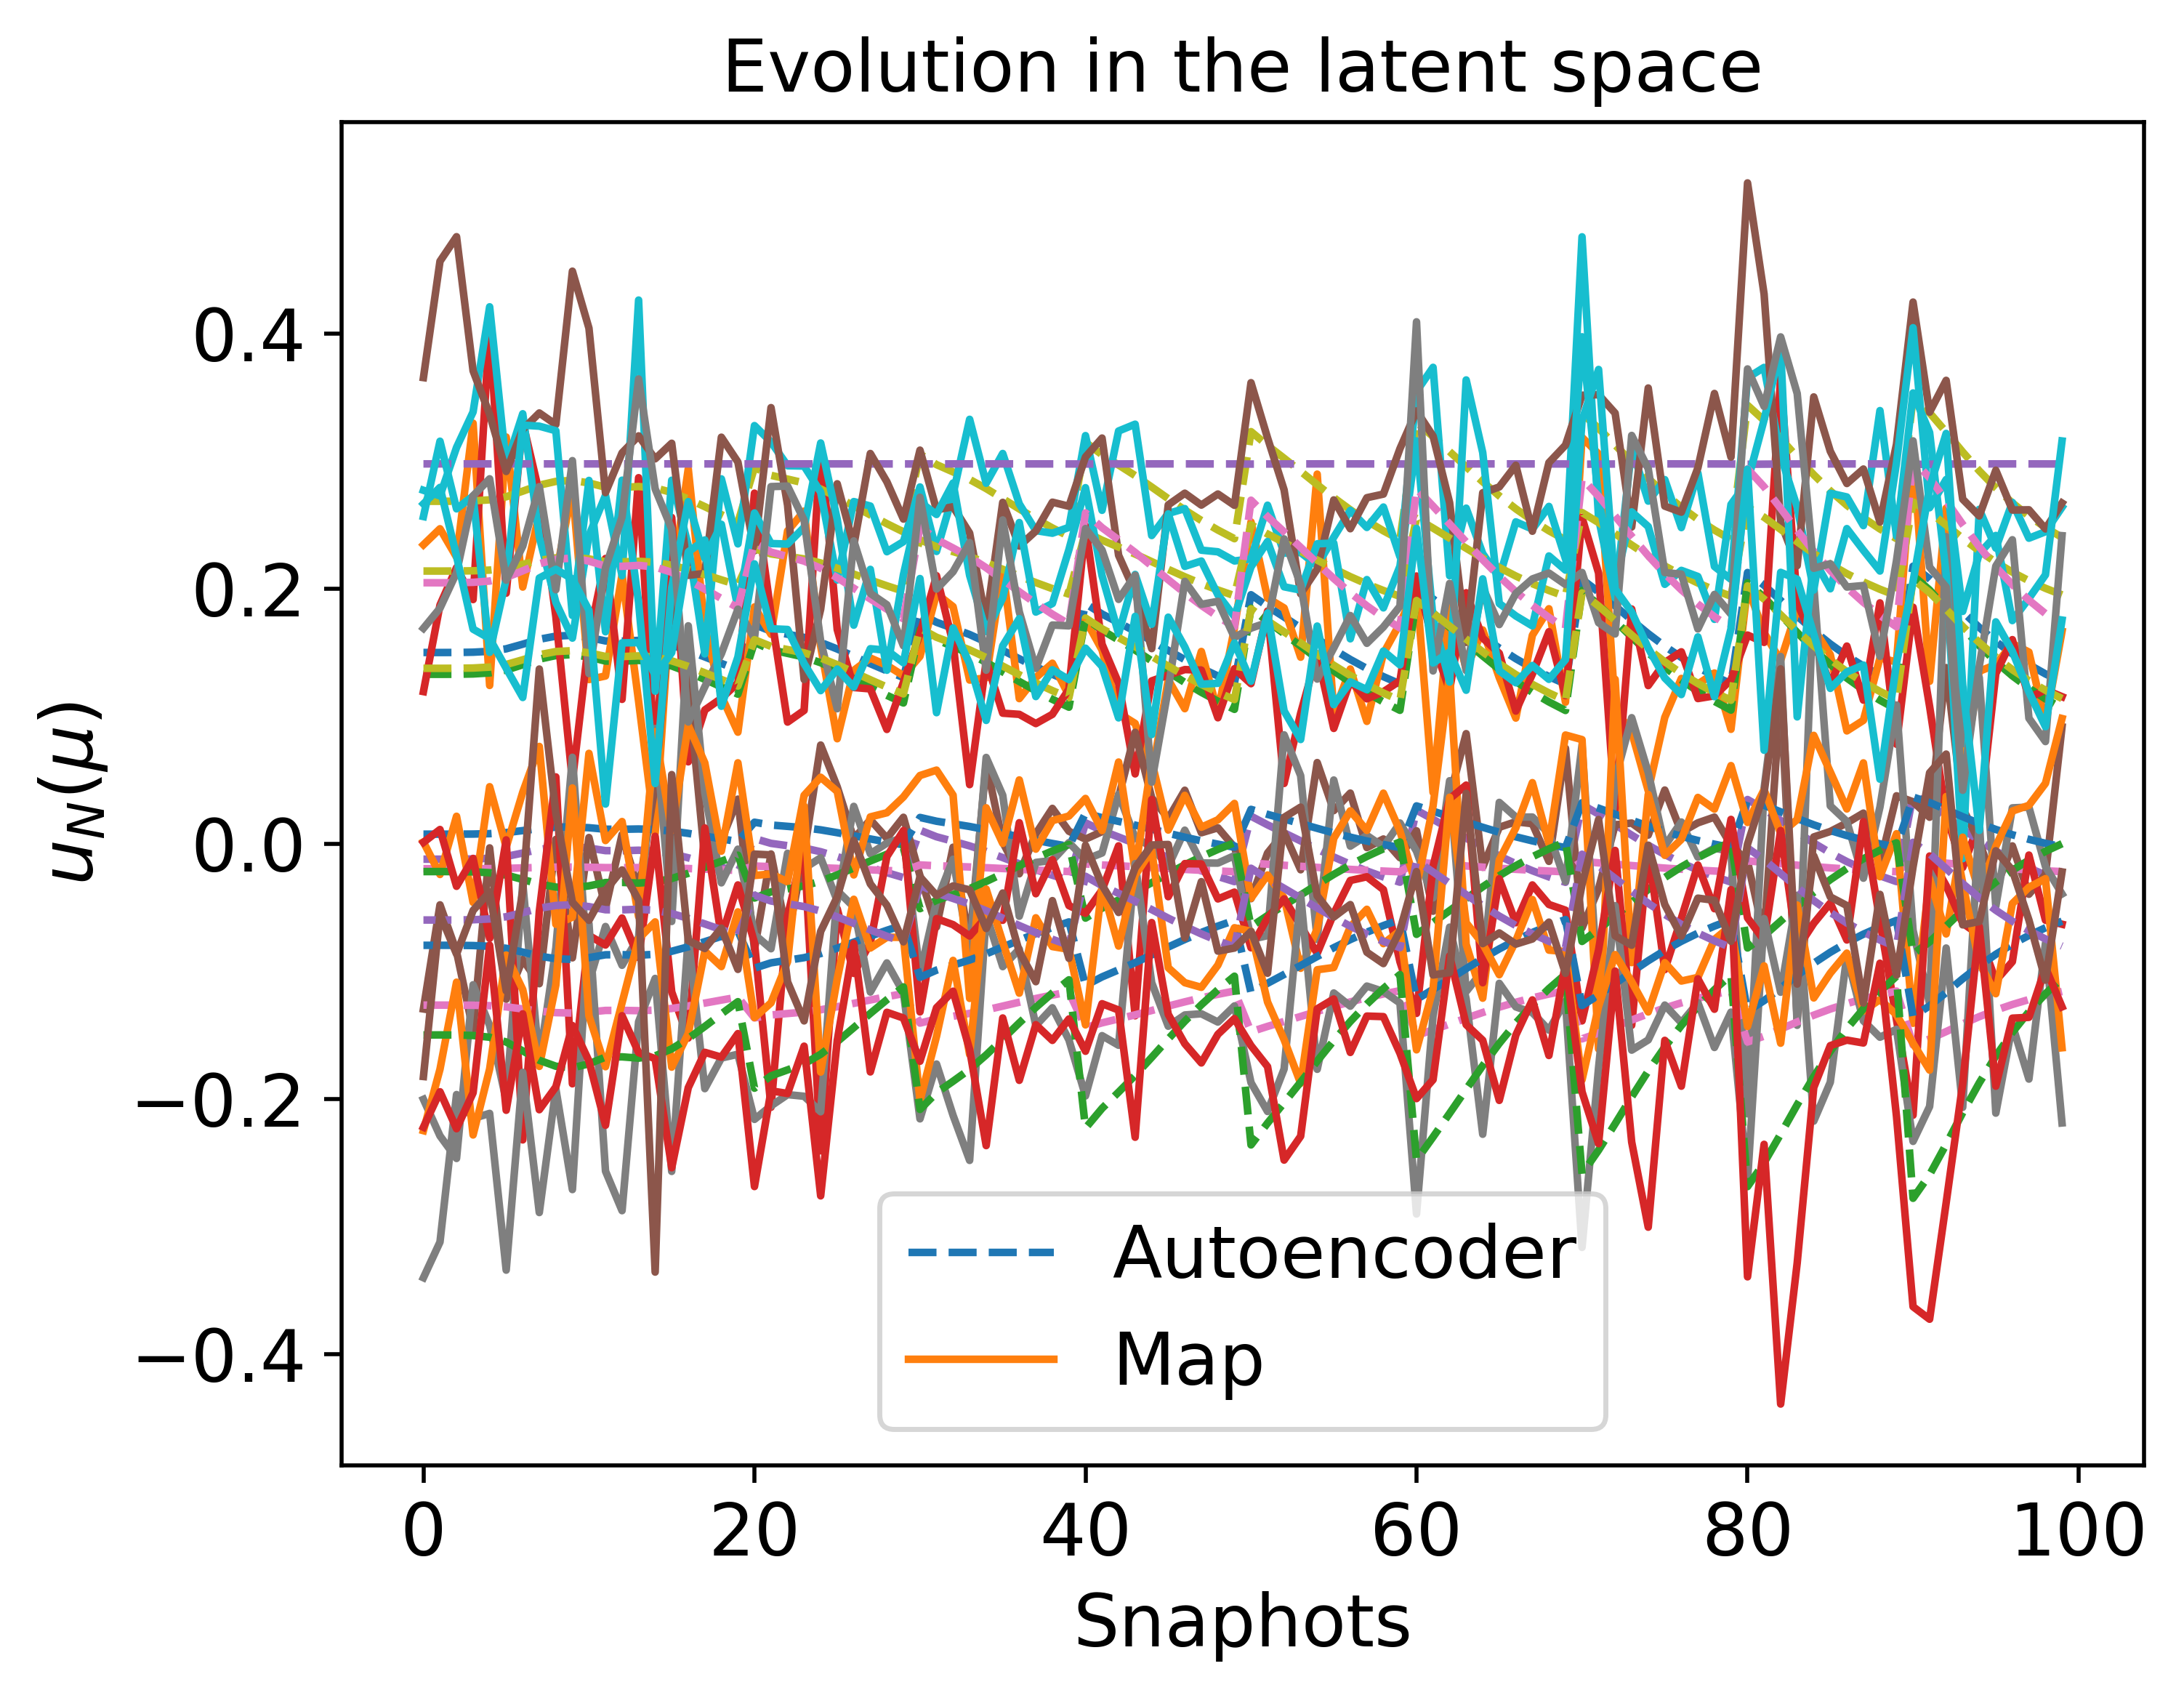 Evolution in the latent space
u_N(μ)
0.4
0.2
0.0
−0.2
−0.4
Autoencoder
Map
0 20 40 60 80 100
Snaphots